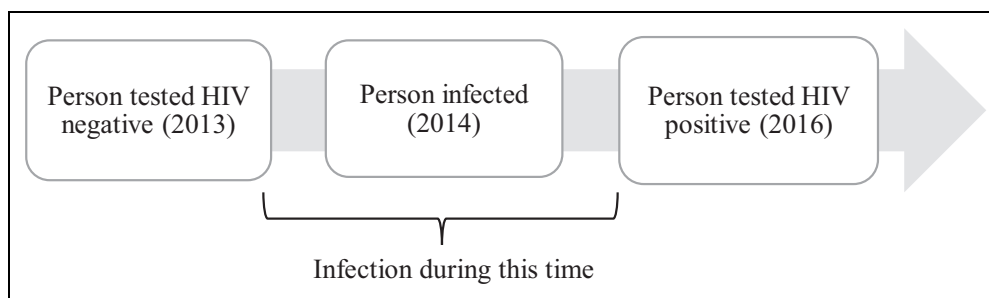 Person tested HIV
negative (2013)
Person infected
(2014)
Person tested HIV
positive (2016)
Infection during this time